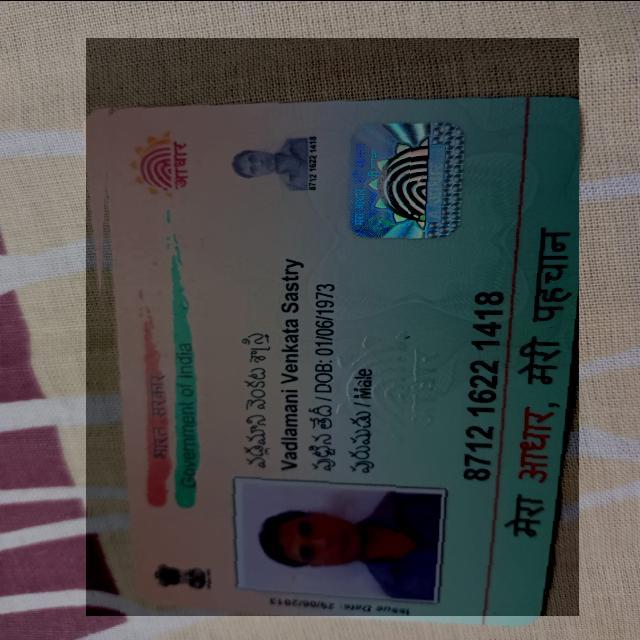 भारत सरकार
Government of India
आधार
8712 1622 1418
వడ్లమాని వెంకట శాస్త్రి
Vadlamani Venkata Sastry
పుట్టిన తేదీ / DOB: 01/06/1973
పురుషుడు / Male
Issue Date: 25/06/2013
8712 1622 1418
मेरा आधार, मेरी पहचान